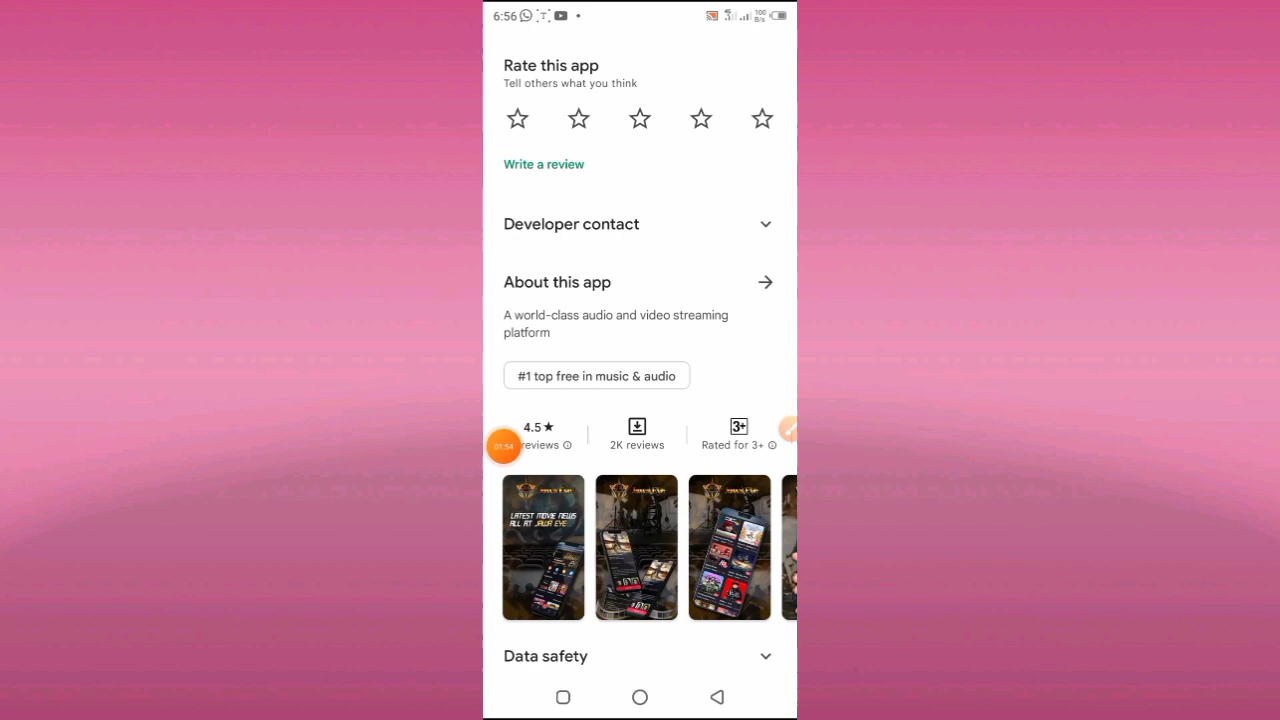 6:56
100
B/s
Rate this app
Tell others what you think
Write a review
Developer contact
About this app
A world-class audio and video streaming
platform
#1 top free in music & audio
4.5★
3+
01:54
reviews
2K reviews
Rated for 3+
LATEST MOVIE NEWS
ALL AT JAWA EYE
Data safety